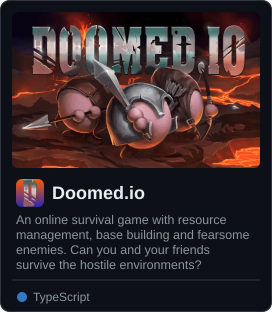 DOOMED.IO
Doomed.io
An online survival game with resource
management, base building and fearsome
enemies. Can you and your friends
survive the hostile environments?
TypeScript